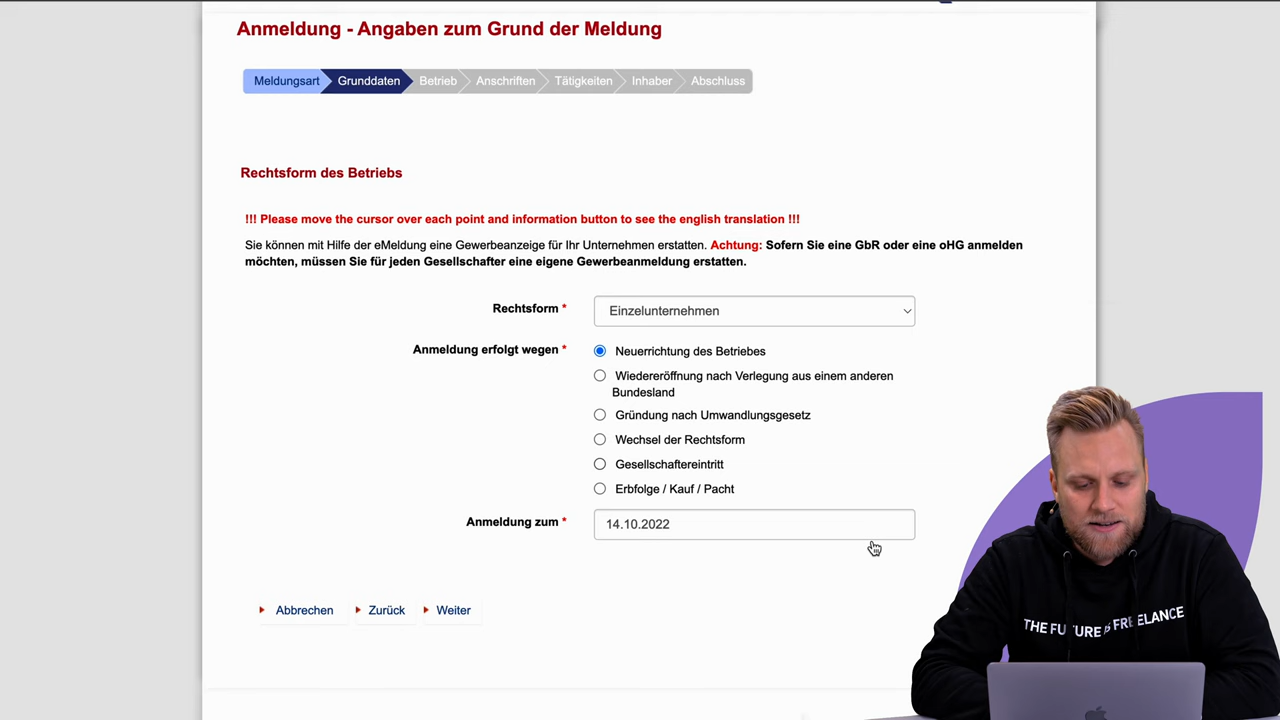 Anmeldung - Angaben zum Grund der Meldung
Meldungsart Grunddaten Betrieb Anschriften Tätigkeiten Inhaber Abschluss
Rechtsform des Betriebs
!!! Please move the cursor over each point and information button to see the english translation !!!
Sie können mit Hilfe der eMeldung eine Gewerbeanzeige für Ihr Unternehmen erstatten. Achtung: Sofern Sie eine GbR oder eine oHG anmelden
möchten, müssen Sie für jeden Gesellschafter eine eigene Gewerbeanmeldung erstatten.
Rechtsform * Einzelunternehmen
Anmeldung erfolgt wegen * Neuerrichtung des Betriebes
Wiedereröffnung nach Verlegung aus einem anderen
Bundesland
Gründung nach Umwandlungsgesetz
Wechsel der Rechtsform
Gesellschaftereintritt
Erbfolge / Kauf / Pacht
Anmeldung zum * 14.10.2022
Abbrechen Zurück Weiter
THE FUTURE IS FREELANCE